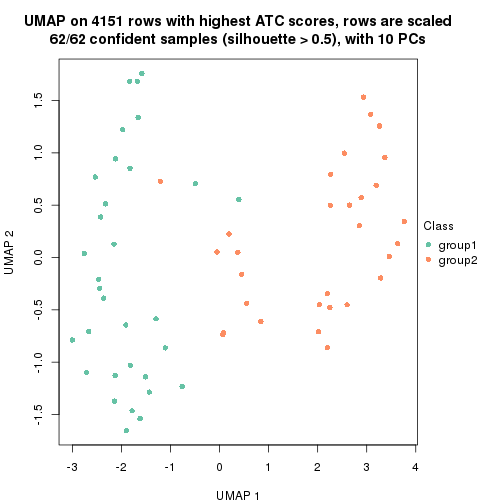 UMAP on 4151 rows with highest ATC scores, rows are scaled
62/62 confident samples (silhouette > 0.5), with 10 PCs
1.5
1.0
0.5
0.0
-0.5
-1.0
-1.5
UMAP 2
-3 -2 -1 0 1 2 3 4
UMAP 1
Class
group1
group2